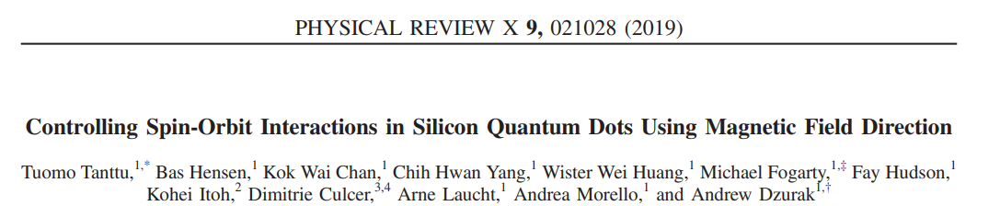 PHYSICAL REVIEW X 9, 021028 (2019)
Controlling Spin-Orbit Interactions in Silicon Quantum Dots Using Magnetic Field Direction
Tuomo Tanttu,1,* Bas Hensen,1 Kok Wai Chan,1 Chih Hwan Yang,1 Wister Wei Huang,1 Michael Fogarty,1,‡ Fay Hudson,1
Kohei Itoh,2 Dimitrie Culcer,3,4 Arne Laucht,1 Andrea Morello,1 and Andrew Dzurak1,†